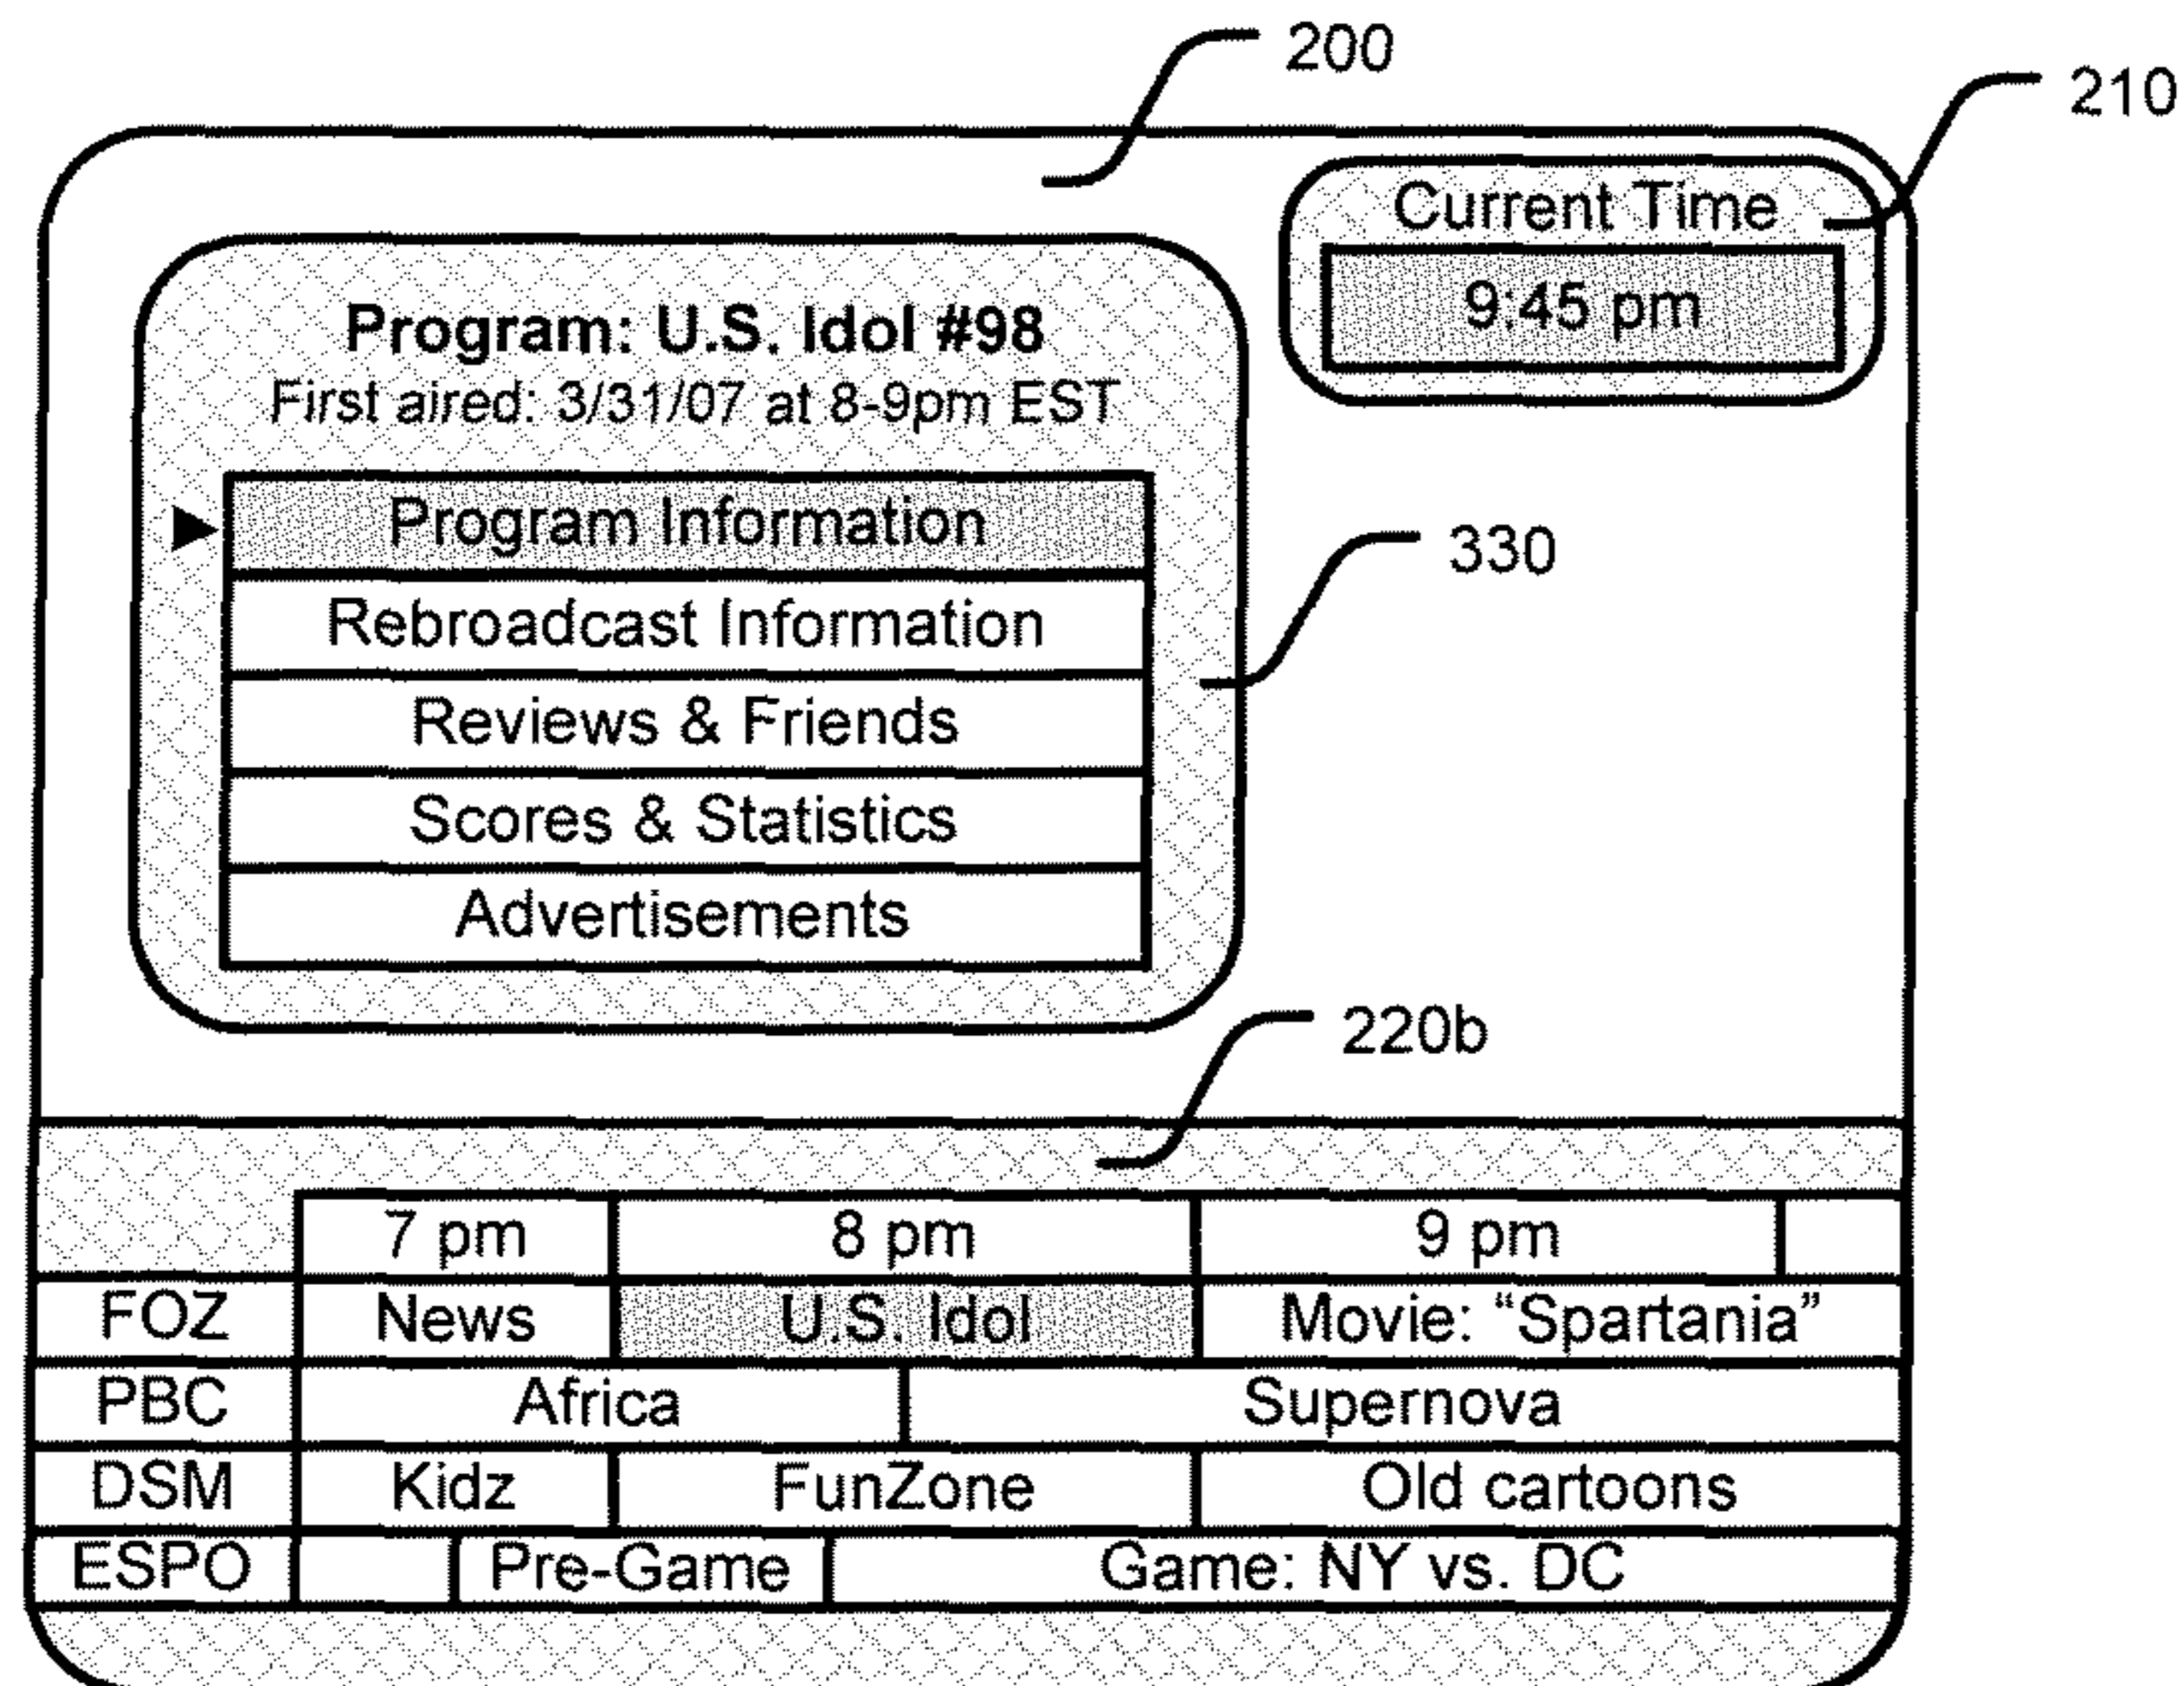 200
210
Current Time
9:45 pm
Program: U.S. Idol #98
First aired: 3/31/07 at 8-9pm EST
Program Information
330
Rebroadcast Information
Reviews & Friends
Scores & Statistics
Advertisements
220b
7 pm 8 pm 9 pm
FOZ News U.S. Idol Movie: “Spartania”
PBC Africa Supernova
DSM Kidz FunZone Old cartoons
ESPO Pre-Game Game: NY vs. DC